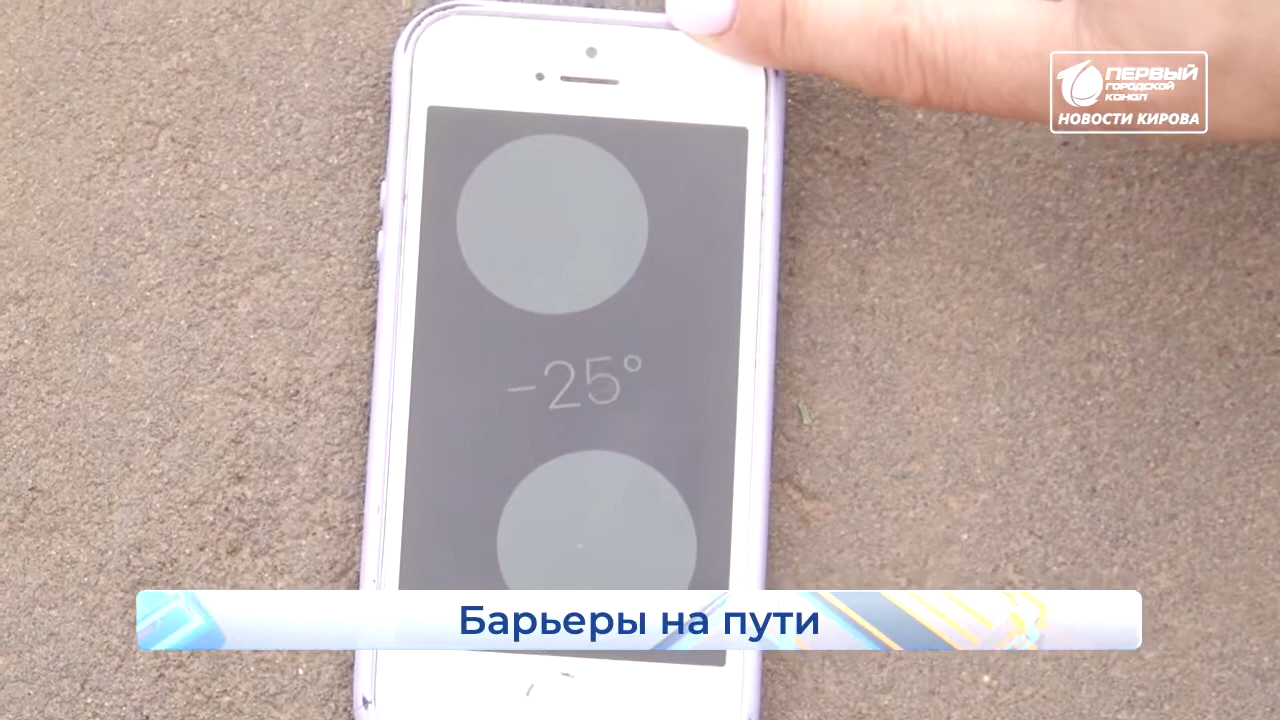 ПЕРВЫЙ
ГОРОДСКОЙ
КАНАЛ
НОВОСТИ КИРОВА
-25°
Барьеры на пути